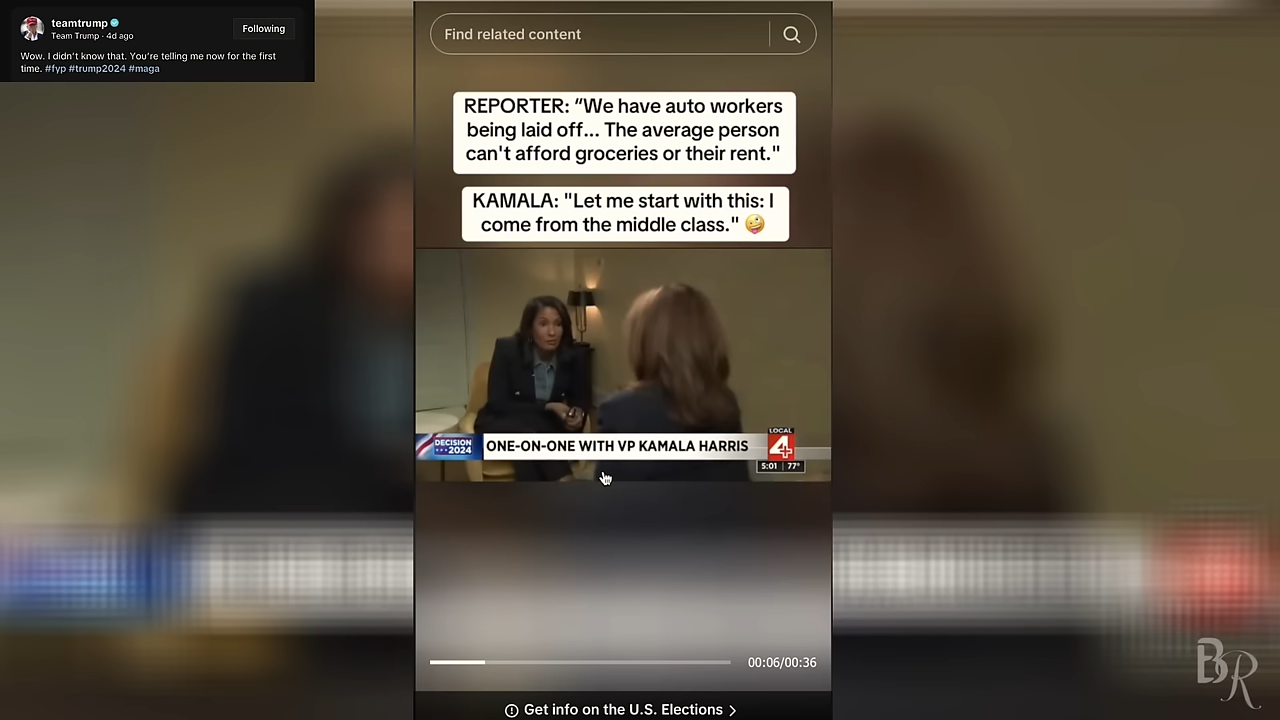 teamtrump
Team Trump · 4d ago
Following
Wow. I didn't know that. You're telling me now for the first
time. #fyp #trump2024 #maga
Find related content
REPORTER: “We have auto workers
being laid off... The average person
can't afford groceries or their rent."
KAMALA: "Let me start with this: I
come from the middle class." 🤪
DECISION
2024
ONE-ON-ONE WITH VP KAMALA HARRIS
LOCAL
4
5:01 77°
00:06/00:36
Get info on the U.S. Elections >
BR